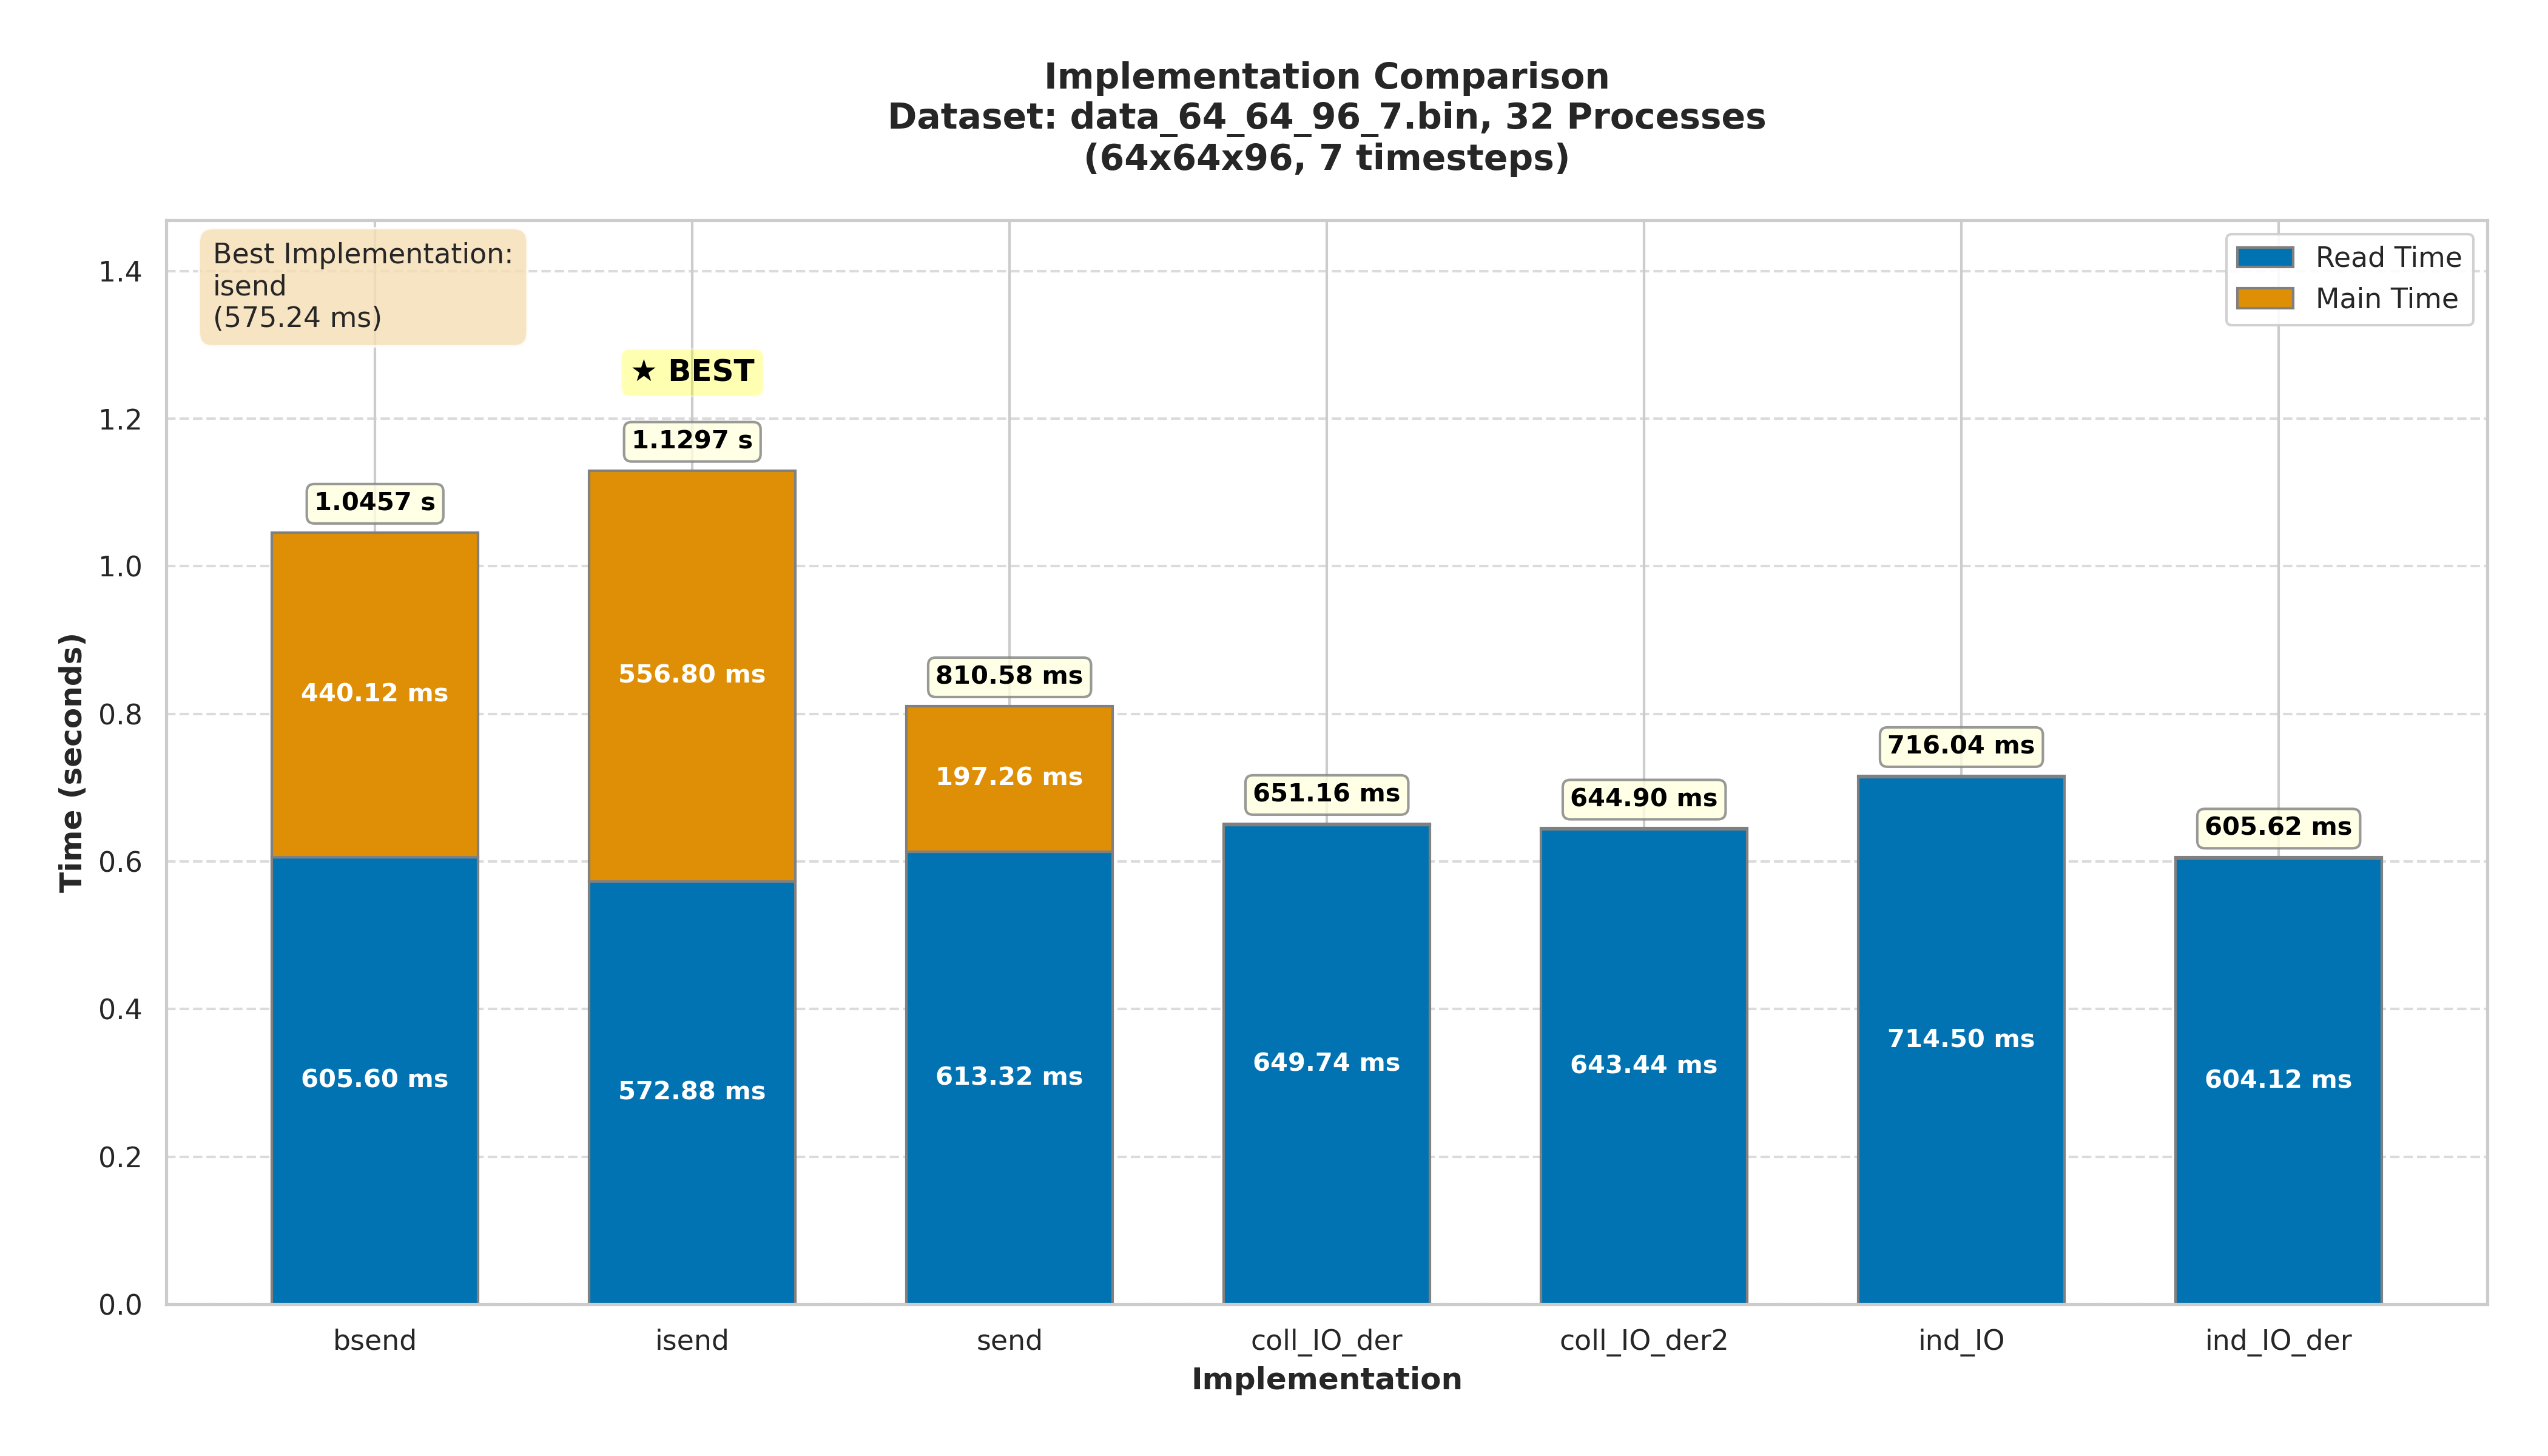 Implementation Comparison
Dataset: data_64_64_96_7.bin, 32 Processes
(64x64x96, 7 timesteps)
Best Implementation:
isend
(575.24 ms)
Read Time
Main Time
★ BEST
1.0457 s
1.1297 s
810.58 ms
651.16 ms
644.90 ms
716.04 ms
605.62 ms
440.12 ms
556.80 ms
197.26 ms
605.60 ms
572.88 ms
613.32 ms
649.74 ms
643.44 ms
714.50 ms
604.12 ms
Time (seconds)
1.4
1.2
1.0
0.8
0.6
0.4
0.2
0.0
bsend
isend
send
coll_IO_der
coll_IO_der2
ind_IO
ind_IO_der
Implementation